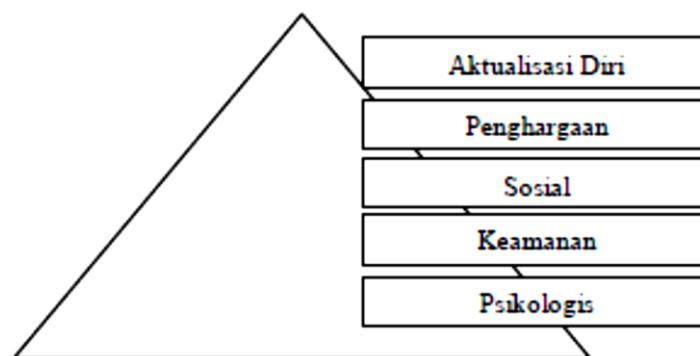 Aktualisasi Diri
Penghargaan
Sosial
Keamanan
Psikologis